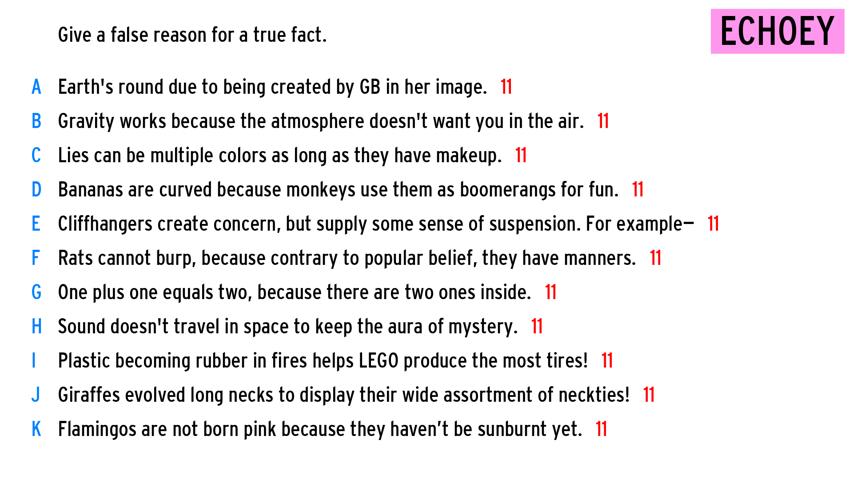 Give a false reason for a true fact.
ECHOEY
A Earth's round due to being created by GB in her image. 11
B Gravity works because the atmosphere doesn't want you in the air. 11
C Lies can be multiple colors as long as they have makeup. 11
D Bananas are curved because monkeys use them as boomerangs for fun. 11
E Cliffhangers create concern, but supply some sense of suspension. For example— 11
F Rats cannot burp, because contrary to popular belief, they have manners. 11
G One plus one equals two, because there are two ones inside. 11
H Sound doesn't travel in space to keep the aura of mystery. 11
I Plastic becoming rubber in fires helps LEGO produce the most tires! 11
J Giraffes evolved long necks to display their wide assortment of neckties! 11
K Flamingos are not born pink because they haven’t be sunburnt yet. 11